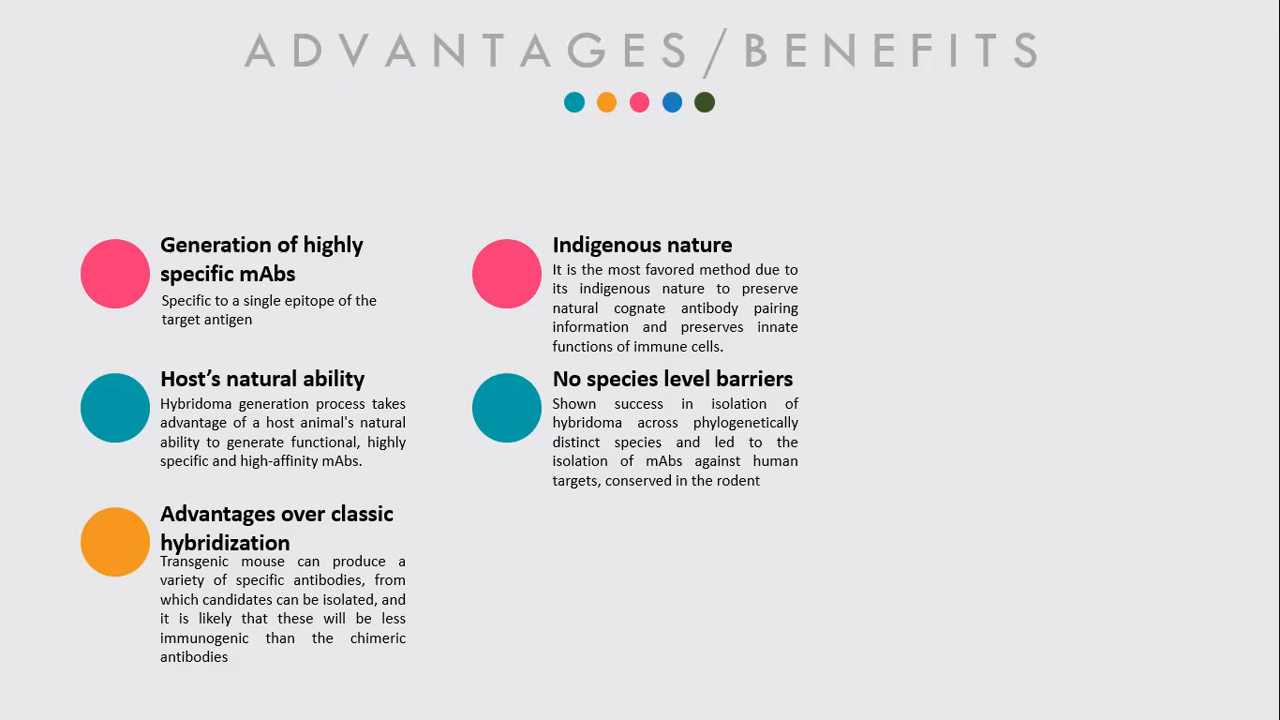 ADVANTAGES/BENEFITS
Generation of highly
specific mAbs
Specific to a single epitope of the
target antigen
Host’s natural ability
Hybridoma generation process takes
advantage of a host animal's natural
ability to generate functional, highly
specific and high-affinity mAbs.
Advantages over classic
hybridization
Transgenic mouse can produce a
variety of specific antibodies, from
which candidates can be isolated, and
it is likely that these will be less
immunogenic than the chimeric
antibodies
Indigenous nature
It is the most favored method due to
its indigenous nature to preserve
natural cognate antibody pairing
information and preserves innate
functions of immune cells.
No species level barriers
Shown success in isolation of
hybridoma across phylogenetically
distinct species and led to the
isolation of mAbs against human
targets, conserved in the rodent